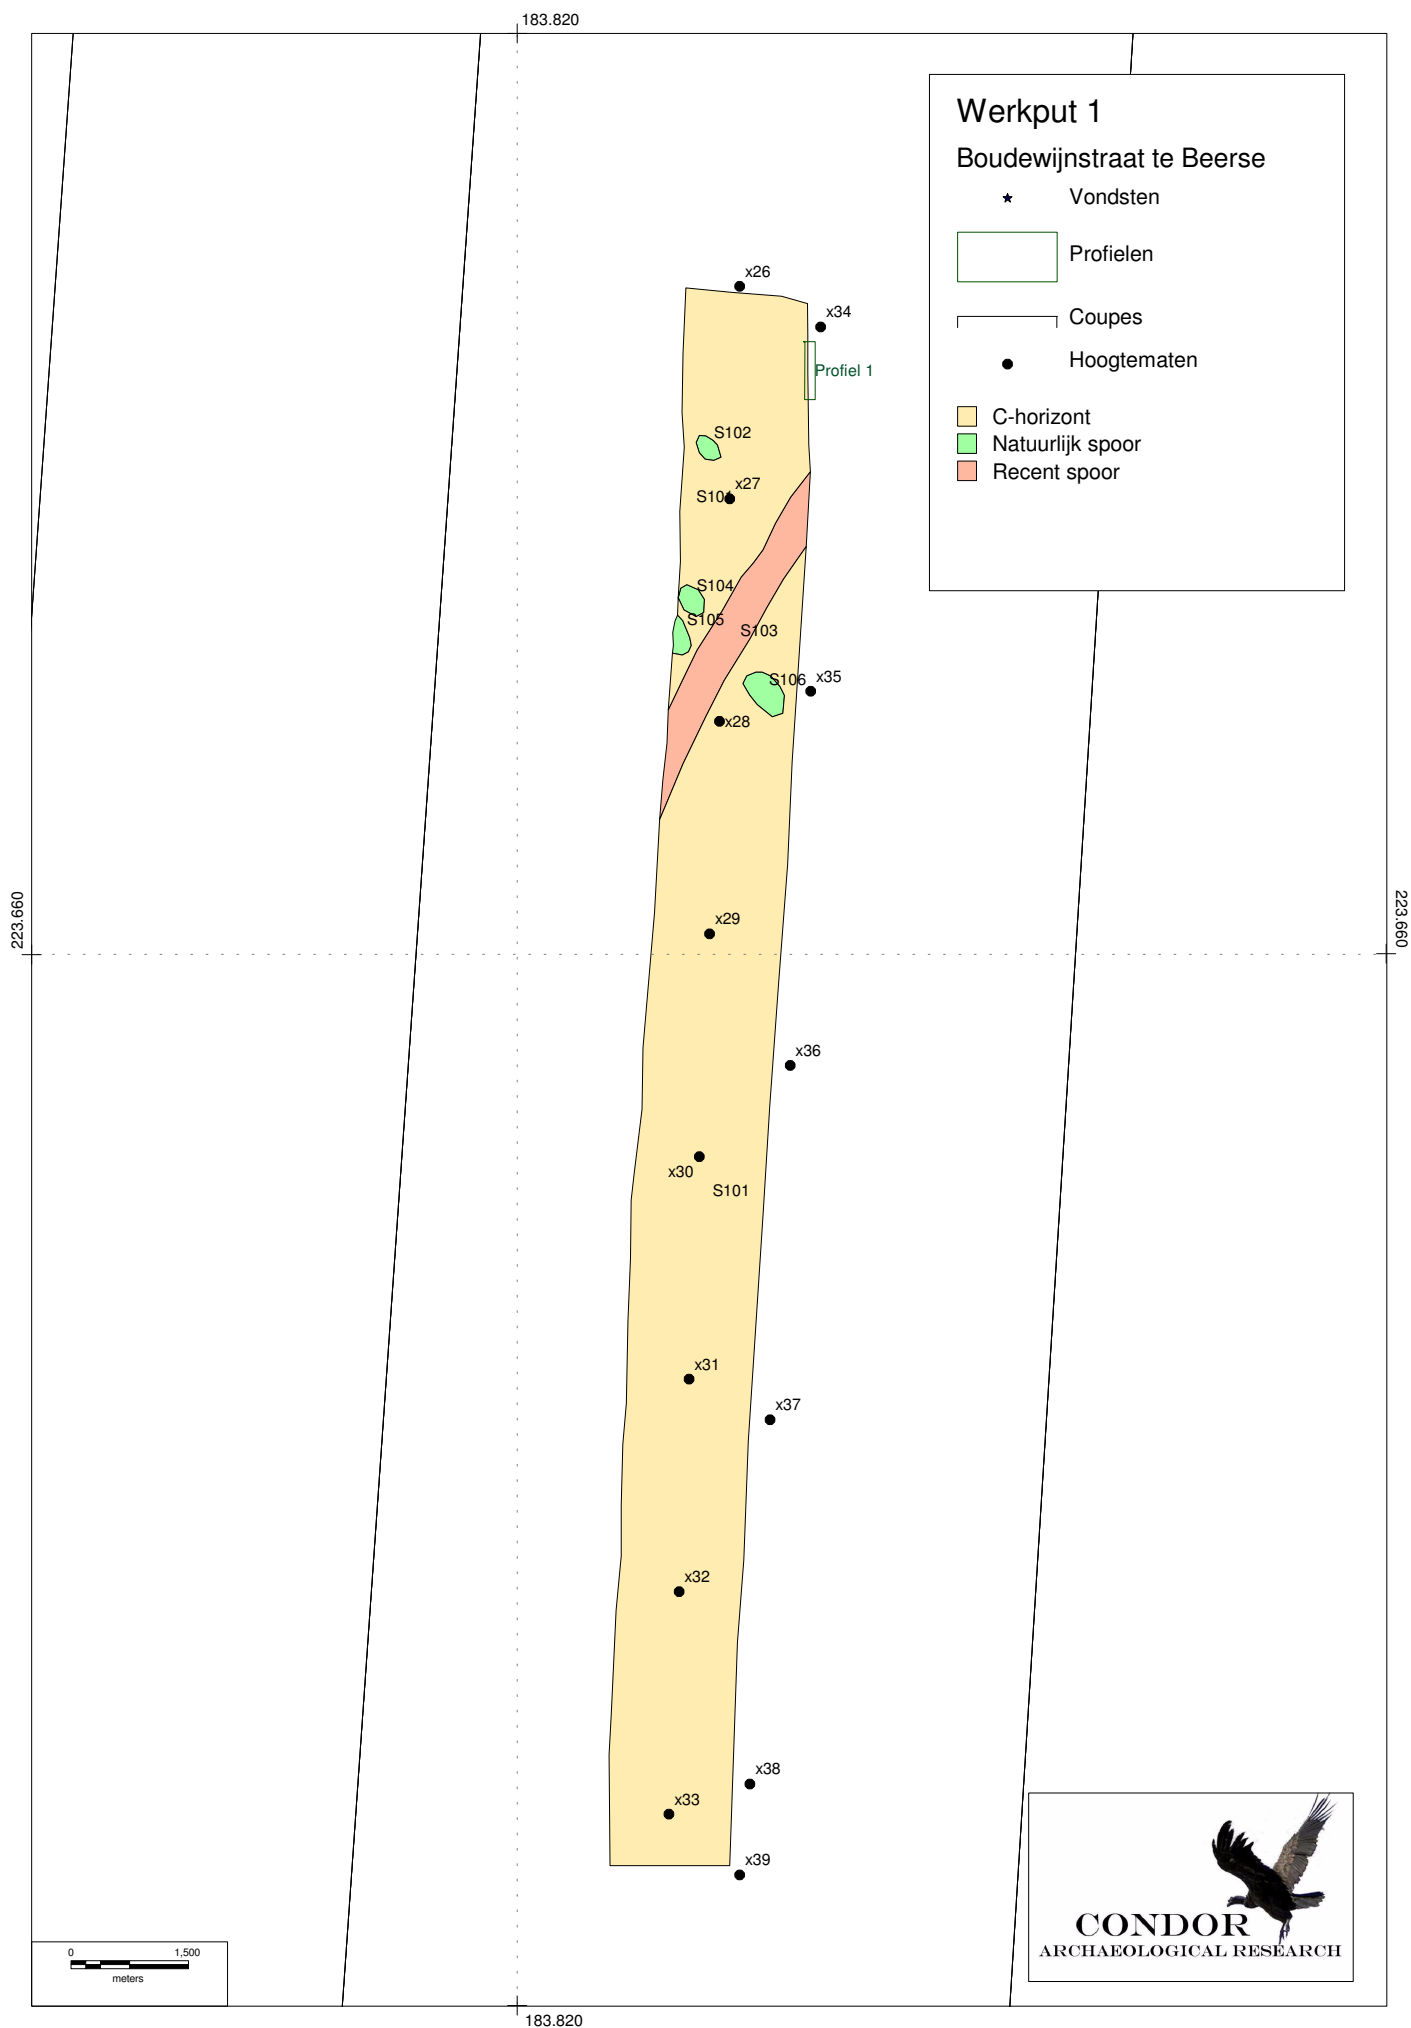 183.820
Werkput 1
Boudewijnstraat te Beerse
Vondsten
Profielen
Coupes
Hoogtematen
C-horizont
Natuurlijk spoor
Recent spoor
x26
x34
Profiel 1
S102
x27
S101
S104
S105
S103
S106
x35
x28
223.660
223.660
x29
x36
x30
S101
x31
x37
x32
x38
x33
x39
0 1,500
meters
CONDOR
ARCHAEOLOGICAL RESEARCH
183.820